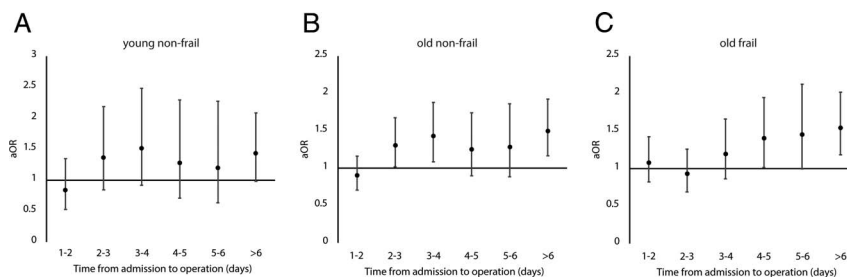 A
young non-frail
3
2.5
2
1.5
1
0.5
0
aOR
1-2 2-3 3-4 4-5 5-6 >6
Time from admission to operation (days)
B
old non-frail
2.5
2
1.5
1
0.5
0
aOR
1-2 2-3 3-4 4-5 5-6 >6
Time from admission to operation (days)
C
old frail
2.5
2
1.5
1
0.5
0
aOR
1-2 2-3 3-4 4-5 5-6 >6
Time from admission to operation (days)